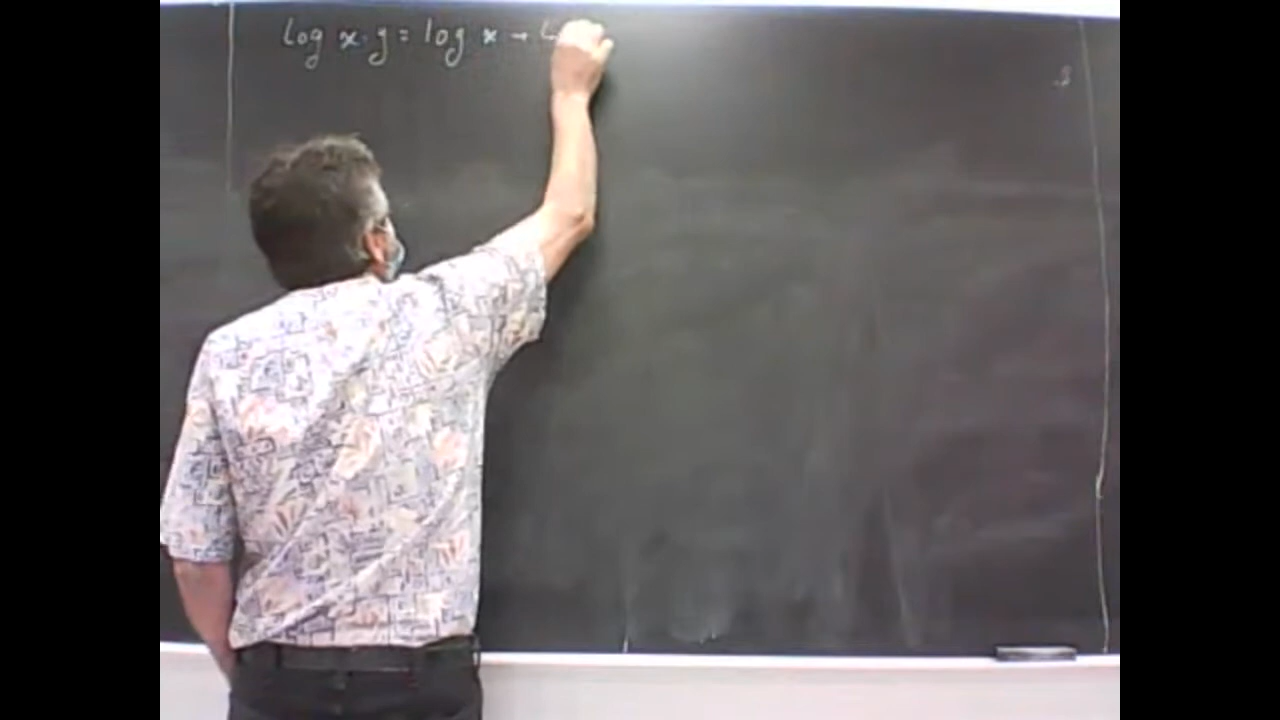 log x·y = log x +